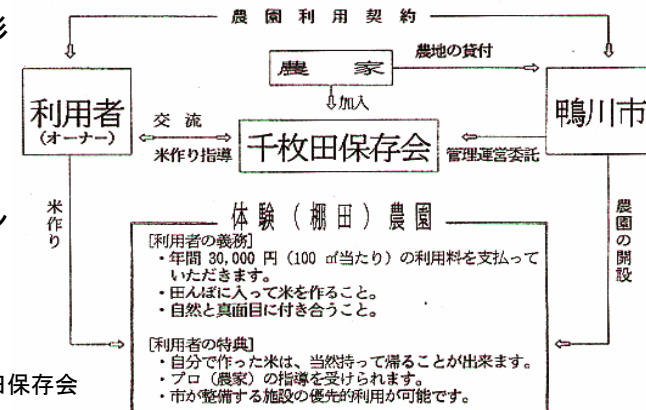 農園利用契約
農家
農地の貸付
加入
利用者
(オーナー)
交流
米作り指導
千枚田保存会
管理運営委託
鴨川市
米作り
農園の開設
体験(棚田)農園
[利用者の義務]
・年間 30,000 円(100 ㎡当たり)の利用料を支払って
いただきます。
・田んぼに入って米を作ること。
・自然と真面目に付き合うこと。
[利用者の特典]
・自分で作った米は、当然持って帰ることが出来ます。
・プロ(農家)の指導を受けられます。
・市が整備する施設の優先的利用が可能です。
保存会